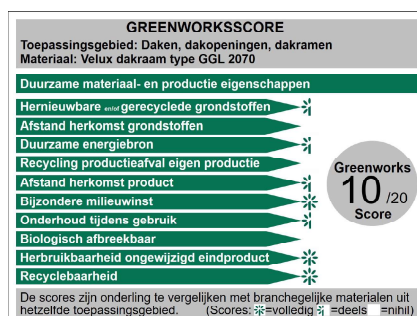 GREENWORKSSCORE
Toepassingsgebied: Daken, dakopeningen, dakramen
Materiaal: Velux dakraam type GGL 2070
Duurzame materiaal- en productie eigenschappen
Hernieuwbare en/of gerecyclede grondstoffen
Afstand herkomst grondstoffen
Duurzame energiebron
Recycling productieafval eigen productie
Afstand herkomst product
Bijzondere milieuwinst
Onderhoud tijdens gebruik
Biologisch afbreekbaar
Herbruikbaarheid ongewijzigd eindproduct
Recyclebaarheid
Greenworks
10 /20
Score
De scores zijn onderling te vergelijken met branchegelijke materialen uit
hetzelfde toepassingsgebied. (Scores: =volledig =deels =nihil)